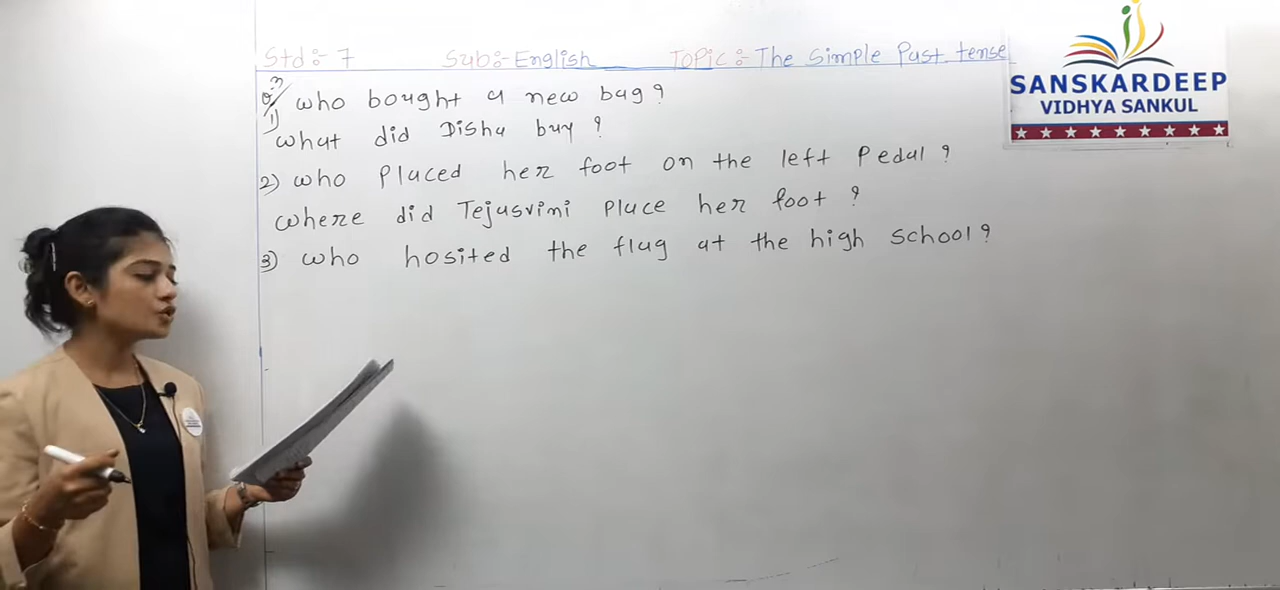 Std:- 7 Sub:- English Topic:- The Simple Past tense
Q.3
1) who bought a new bag?
what did Disha buy?
2) who placed her foot on the left pedal?
where did Tejasvini place her foot?
3) who hosited the flag at the high school?
SANSKARDEEP
VIDHYA SANKUL